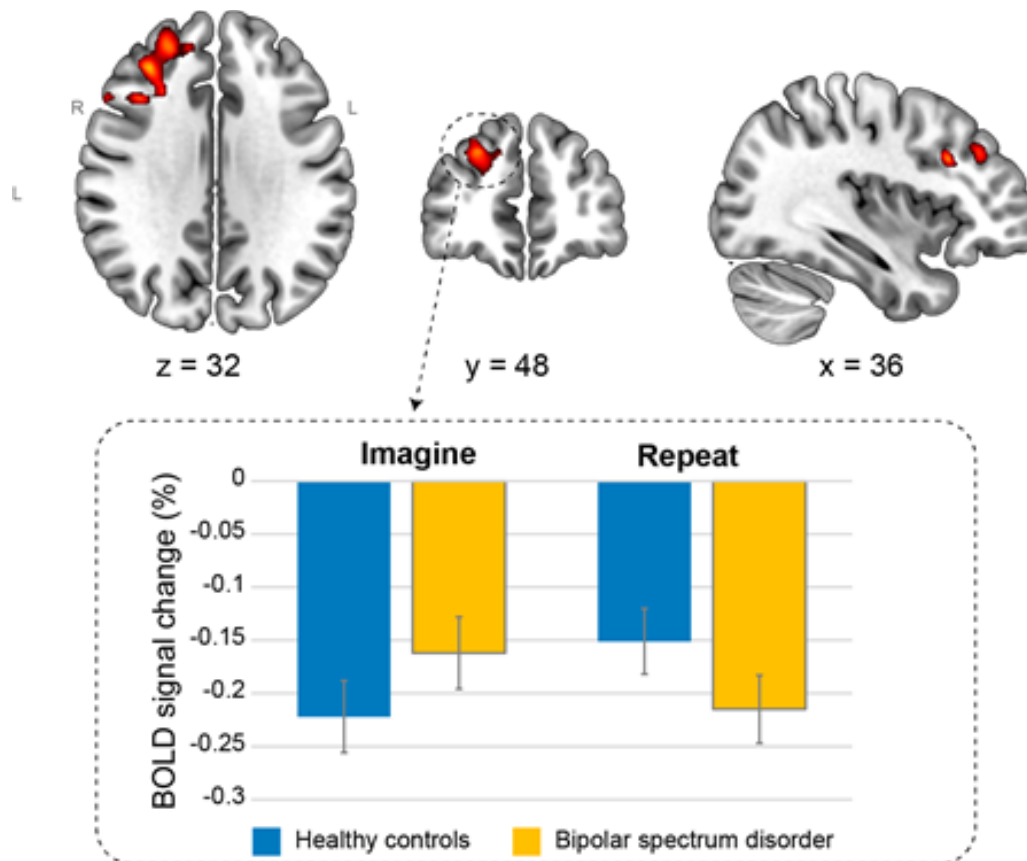 R
L
L
z = 32
y = 48
x = 36
Imagine
Repeat
BOLD signal change (%)
0
-0.05
-0.1
-0.15
-0.2
-0.25
-0.3
Healthy controls
Bipolar spectrum disorder